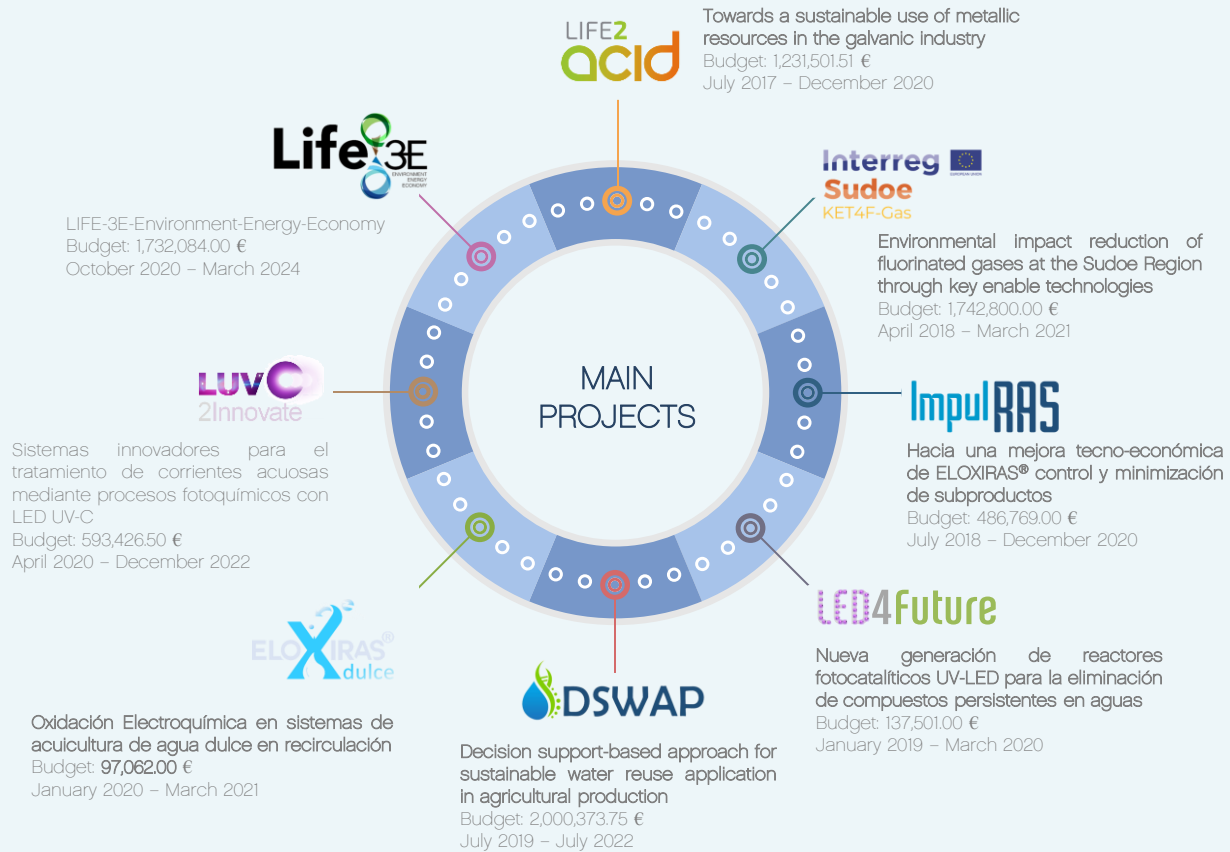 LIFE2
acid
Towards a sustainable use of metallic
resources in the galvanic industry
Budget: 1,231,501.51 €
July 2017 – December 2020
Interreg
EUROPEAN UNION
Sudoe
KET4F-Gas
Environmental impact reduction of
fluorinated gases at the Sudoe Region
through key enable technologies
Budget: 1,742,800.00 €
April 2018 – March 2021
ImpulRAS
Hacia una mejora tecno-económica
de ELOXIRAS® control y minimización
de subproductos
Budget: 486,769.00 €
July 2018 – December 2020
LED4Future
Nueva generación de reactores
fotocatalíticos UV-LED para la eliminación
de compuestos persistentes en aguas
Budget: 137,501.00 €
January 2019 – March 2020
DSWAP
Decision support-based approach for
sustainable water reuse application
in agricultural production
Budget: 2,000,373.75 €
July 2019 – July 2022
ELOXIRAS®
dulce
Oxidación Electroquímica en sistemas de
acuicultura de agua dulce en recirculación
Budget: 97,062.00 €
January 2020 – March 2021
LUVC
2Innovate
Sistemas innovadores para el
tratamiento de corrientes acuosas
mediante procesos fotoquímicos con
LED UV-C
Budget: 593,426.50 €
April 2020 – December 2022
Life 3E
ENVIRONMENT
ENERGY
ECONOMY
LIFE-3E-Environment-Energy-Economy
Budget: 1,732,084.00 €
October 2020 – March 2024
MAIN
PROJECTS